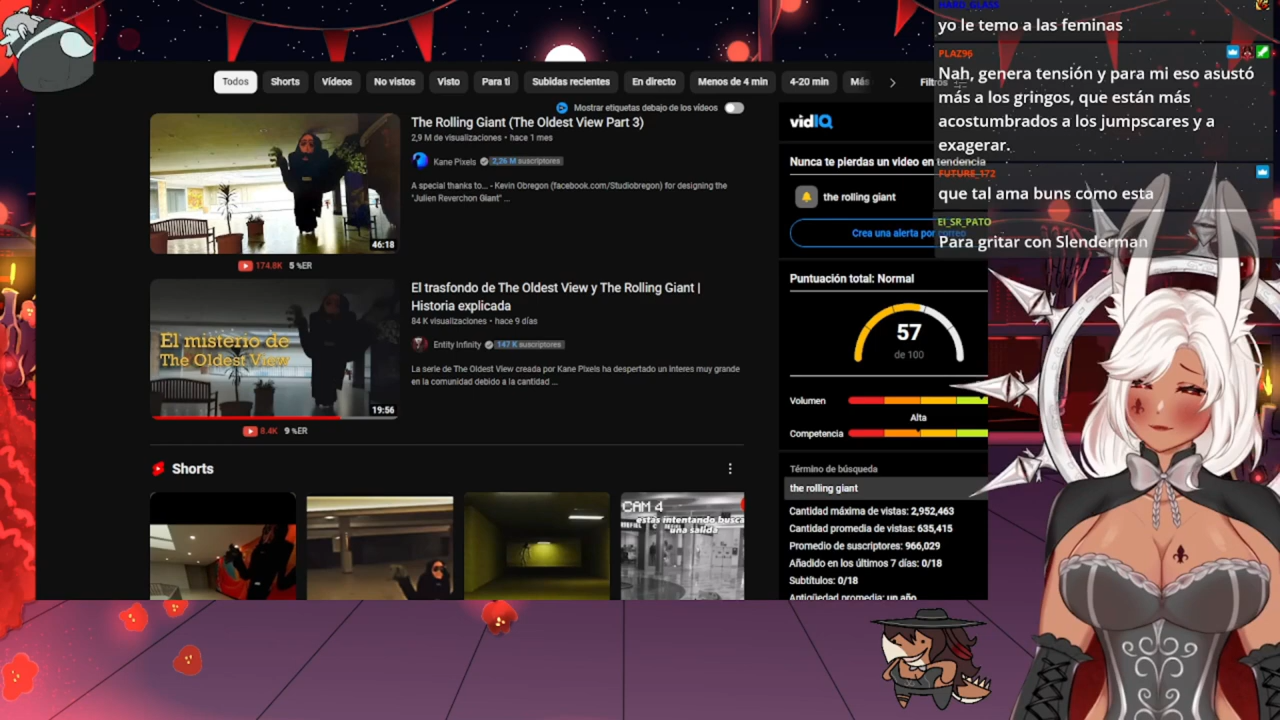 Todos
Shorts
Vídeos
No vistos
Visto
Para ti
Subidas recientes
En directo
Menos de 4 min
4-20 min
Más
Filtros
Mostrar etiquetas debajo de los vídeos
The Rolling Giant (The Oldest View Part 3)
2,9 M de visualizaciones • hace 1 mes
Kane Pixels 2,26 M suscriptores
A special thanks to... - Kevin Obregon (facebook.com/Studiobregon) for designing the
"Julien Reverchon Giant" ...
46:18
174.8K 5 %ER
El trasfondo de The Oldest View y The Rolling Giant |
Historia explicada
84 K visualizaciones • hace 9 días
Entity Infinity 147 K suscriptores
La serie de The Oldest View creada por Kane Pixels ha despertado un interes muy grande
en la comunidad debido a la cantidad ...
El misterio de
The Oldest View
19:56
8.4K 9 %ER
Shorts
CAM 4
estas intentando busca
una salida
vidIQ
Nunca te pierdas un video en tendencia
the rolling giant
Crea una alerta por correo
Puntuación total: Normal
57
de 100
Volumen
Alta
Competencia
Término de búsqueda
the rolling giant
Cantidad máxima de vistas: 2,952,463
Cantidad promedio de vistas: 635,415
Promedio de suscriptores: 966,029
Añadido en los últimos 7 días: 0/18
Subtítulos: 0/18
Antigüedad promedia: un año
HARD_GLASS
yo le temo a las feminas
PLAZ96
Nah, genera tensión y para mi eso asustó
más a los gringos, que están más
acostumbrados a los jumpscares y a
exagerar.
FUTURE_172
que tal ama buns como esta
El_SR_PATO
Para gritar con Slenderman